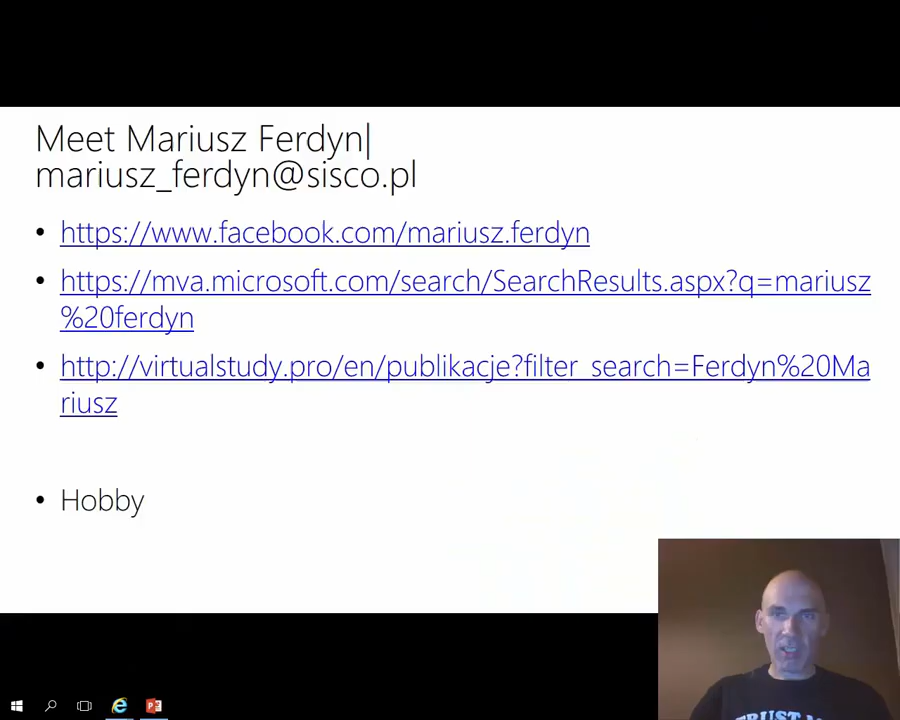 Meet Mariusz Ferdyn|
mariusz_ferdyn@sisco.pl
• https://www.facebook.com/mariusz.ferdyn
• https://mva.microsoft.com/search/SearchResults.aspx?q=mariusz
%20ferdyn
• http://virtualstudy.pro/en/publikacje?filter_search=Ferdyn%20Ma
riusz
• Hobby
TRUST